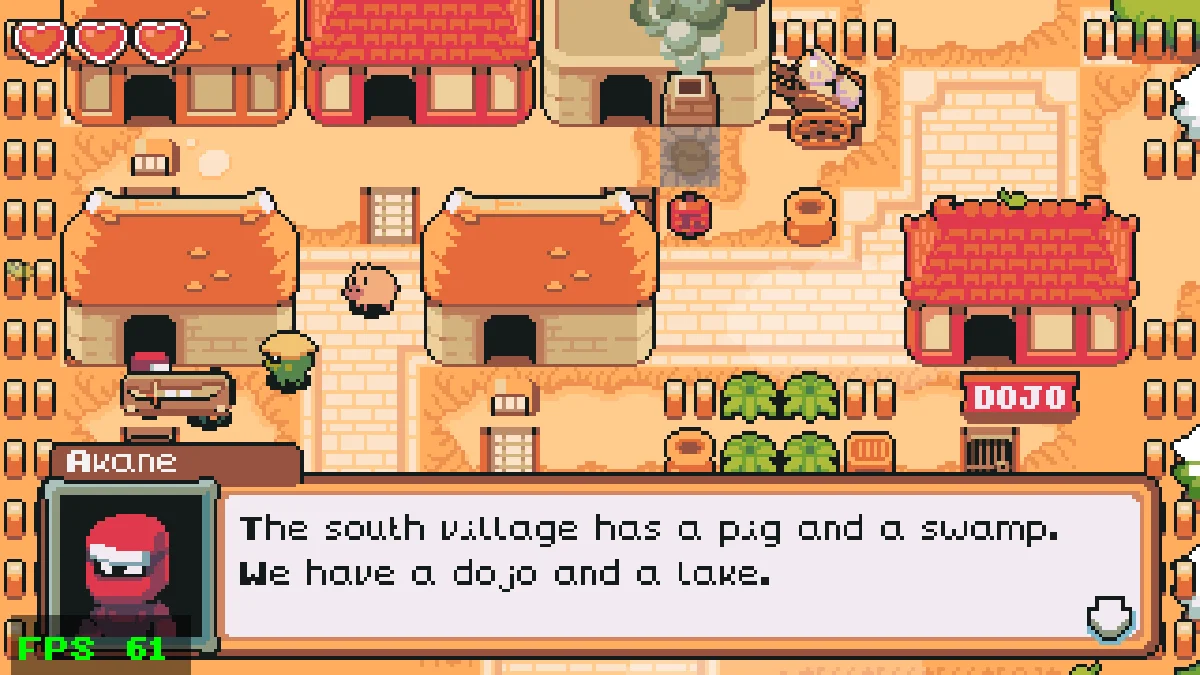 DOJO
Akane
The south village has a pig and a swamp.
We have a dojo and a lake.
FPS 61